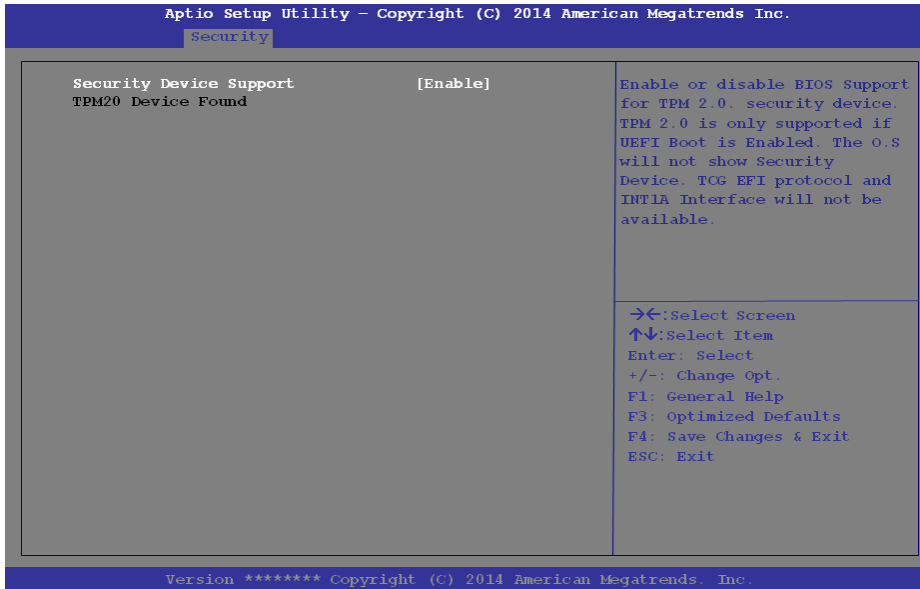 Aptio Setup Utility – Copyright (C) 2014 American Megatrends Inc.
Security
Security Device Support [Enable]
TPM20 Device Found
Enable or disable BIOS Support
for TPM 2.0. security device.
TPM 2.0 is only supported if
UEFI Boot is Enabled. The O.S
will not show Security
Device. TCG EFI protocol and
INT1A Interface will not be
available.
→←:Select Screen
↑↓:Select Item
Enter: Select
+/-: Change Opt.
F1: General Help
F3: Optimized Defaults
F4: Save Changes & Exit
ESC: Exit
Version ******** Copyright (C) 2014 American Megatrends. Inc.